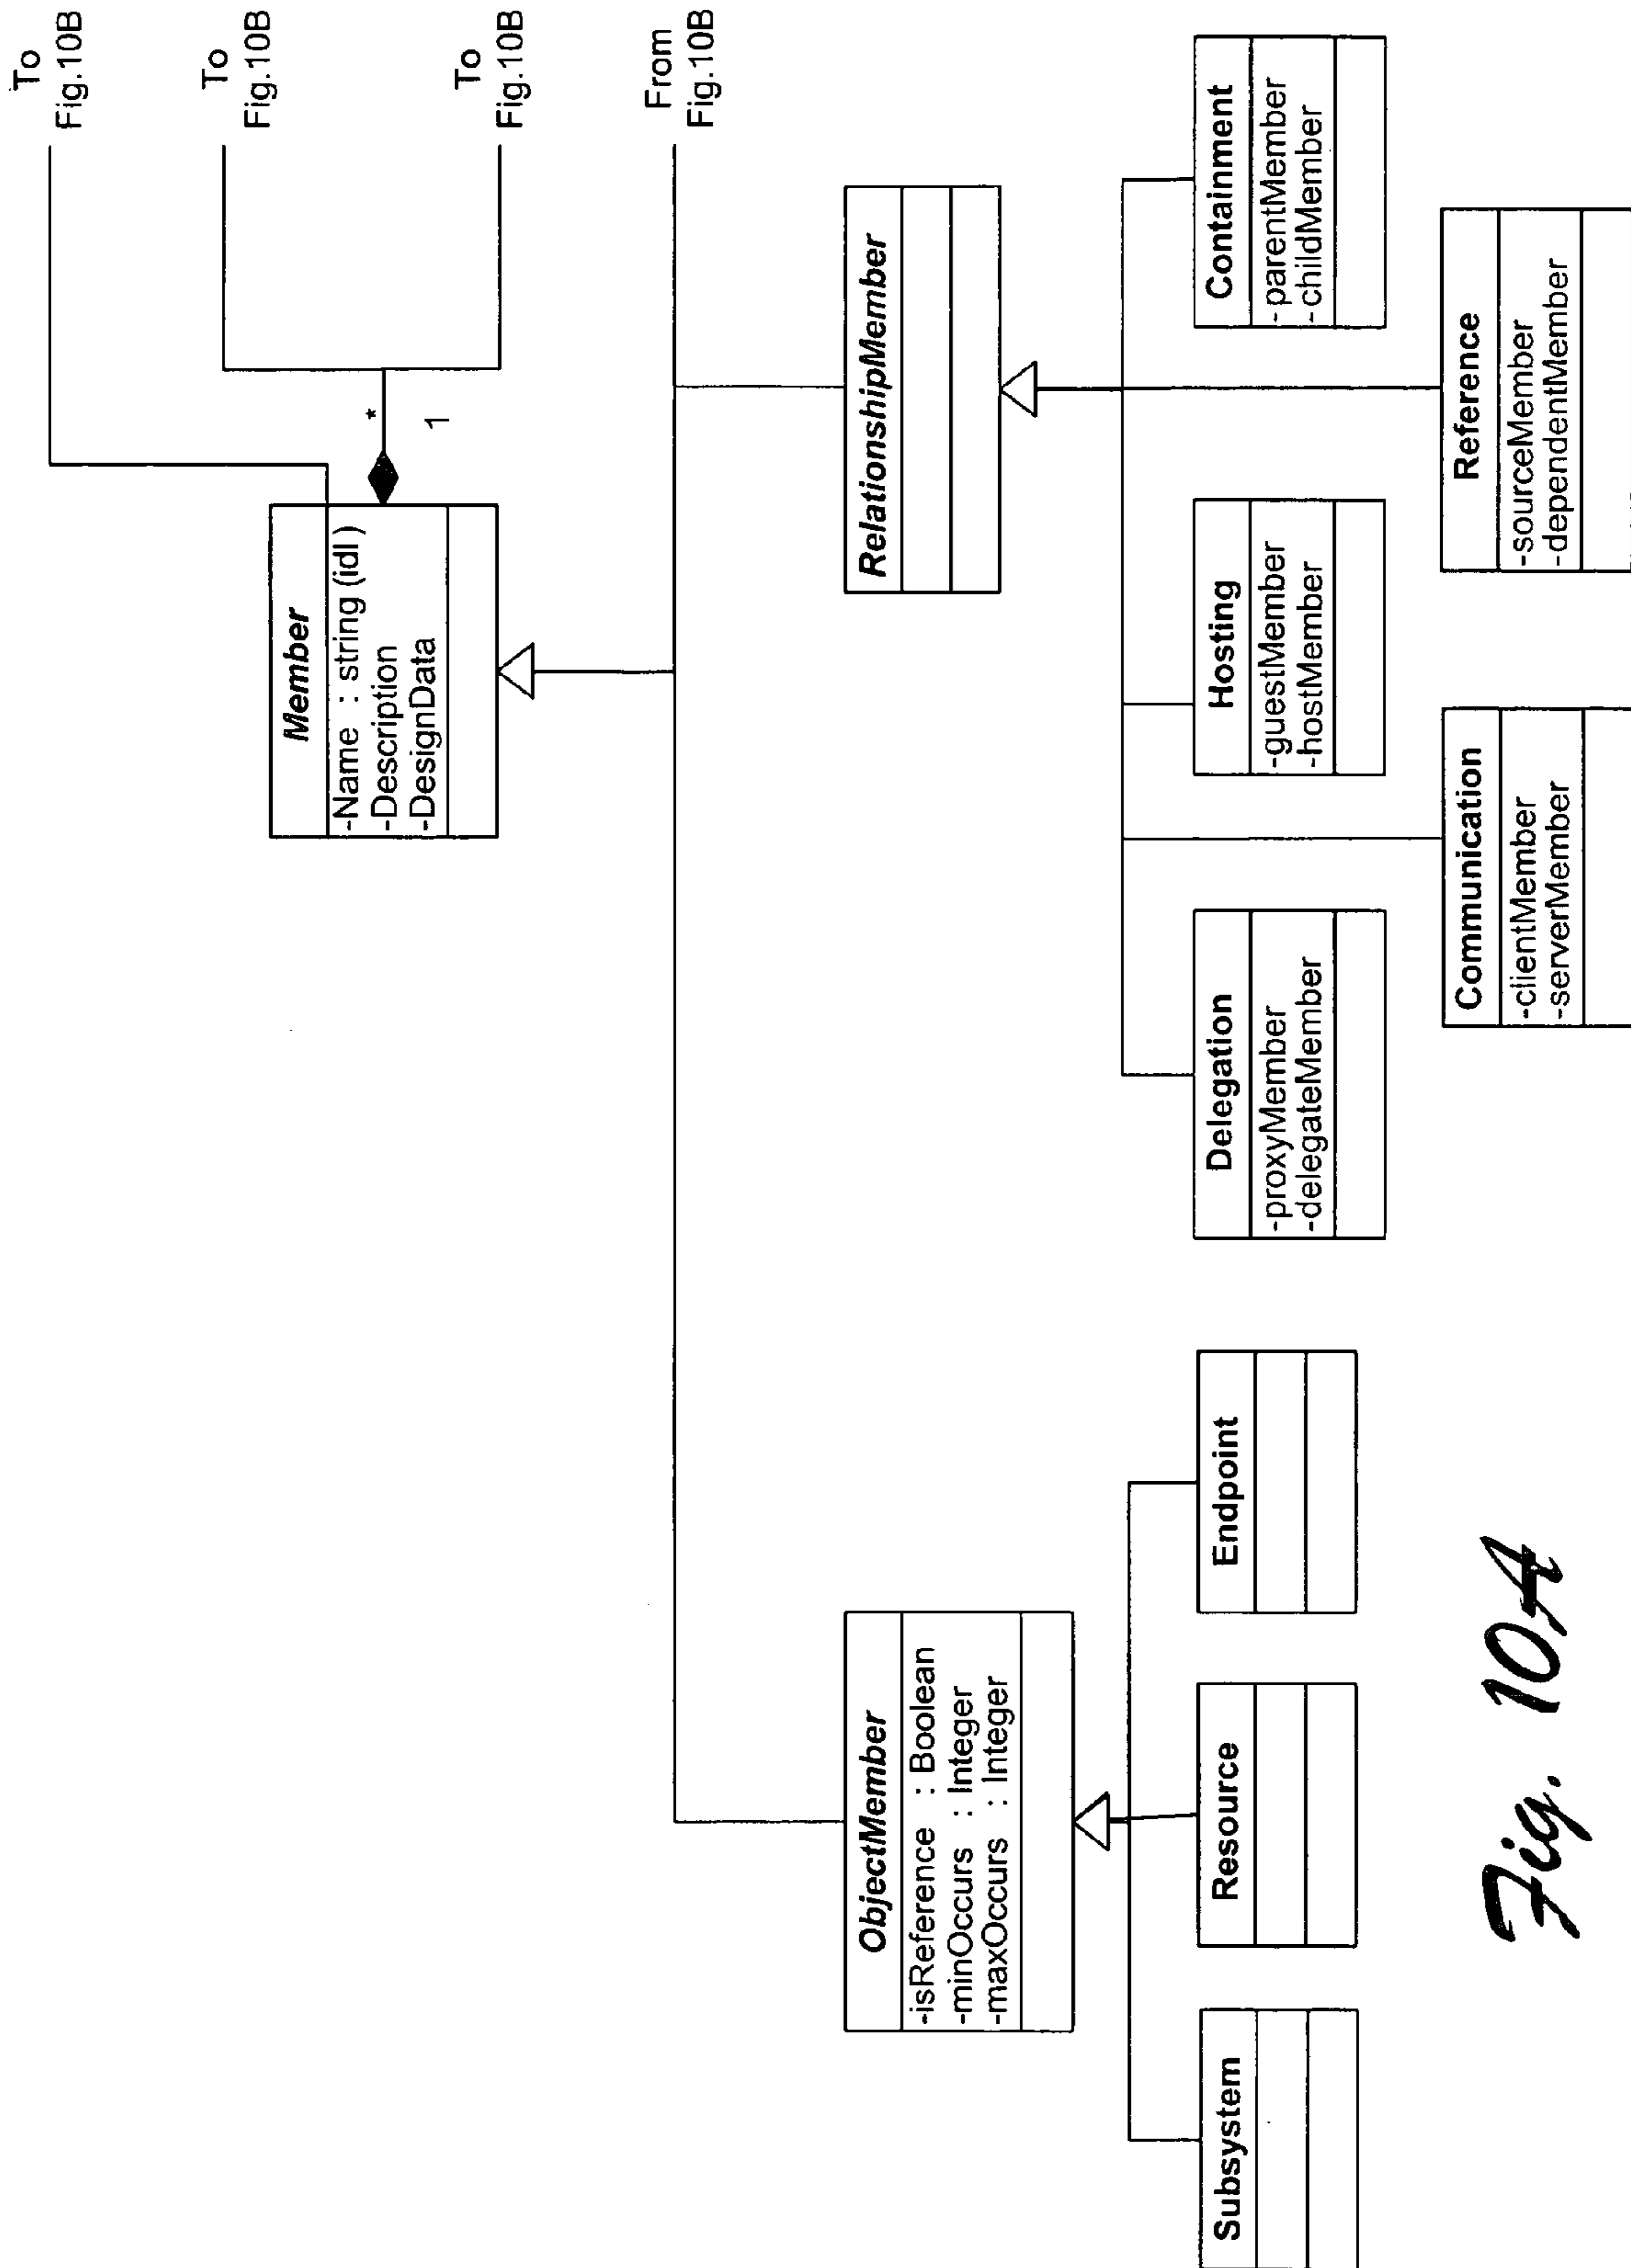 To
Fig.10B
To
Fig.10B
To
Fig.10B
From
Fig.10B
Member
-Name : string (idl)
-Description
-DesignData
*
1
ObjectMember
-isReference : Boolean
-minOccurs : Integer
-maxOccurs : Integer
RelationshipMember
Subsystem
Resource
Endpoint
Delegation
-proxyMember
-delegateMember
Hosting
-guestMember
-hostMember
Containment
-parentMember
-childMember
Communication
-clientMember
-serverMember
Reference
-sourceMember
-dependentMember
Fig. 10A